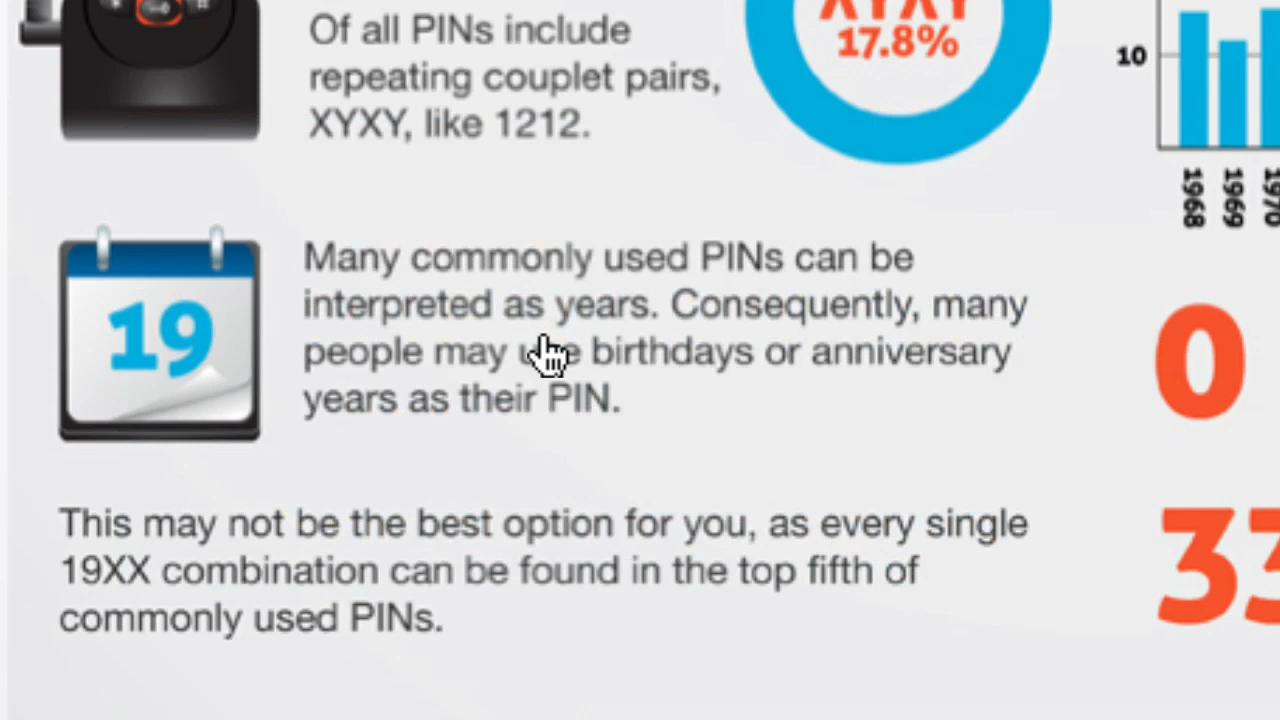 Of all PINs include
repeating couplet pairs,
XYXY, like 1212.
XYXY
17.8%
10
1968
1969
1970
19
Many commonly used PINs can be
interpreted as years. Consequently, many
people may use birthdays or anniversary
years as their PIN.
0
This may not be the best option for you, as every single
19XX combination can be found in the top fifth of
commonly used PINs.
33